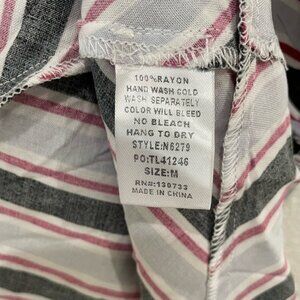 100% RAYON
HAND WASH COLD
WASH SEPARATELY
COLOR WILL BLEED
NO BLEACH
HANG TO DRY
STYLE:N6279
PO:TL41246
SIZE:M
RN#:130733
MADE IN CHINA